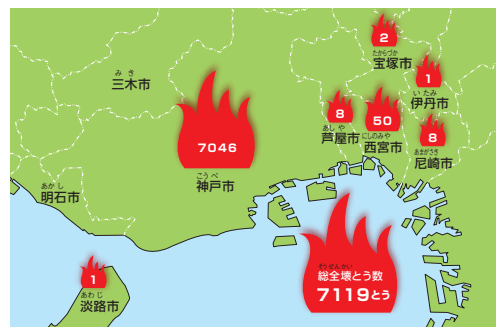 2
たからづか
宝塚市
1
いたみ
伊丹市
みき
三木市
7046
こうべ
神戸市
8
あしや
芦屋市
50
にしのみや
西宮市
8
あまがさき
尼崎市
あかし
明石市
1
あわじ
淡路市
そうぜんかい
総全壊とう数
7119とう